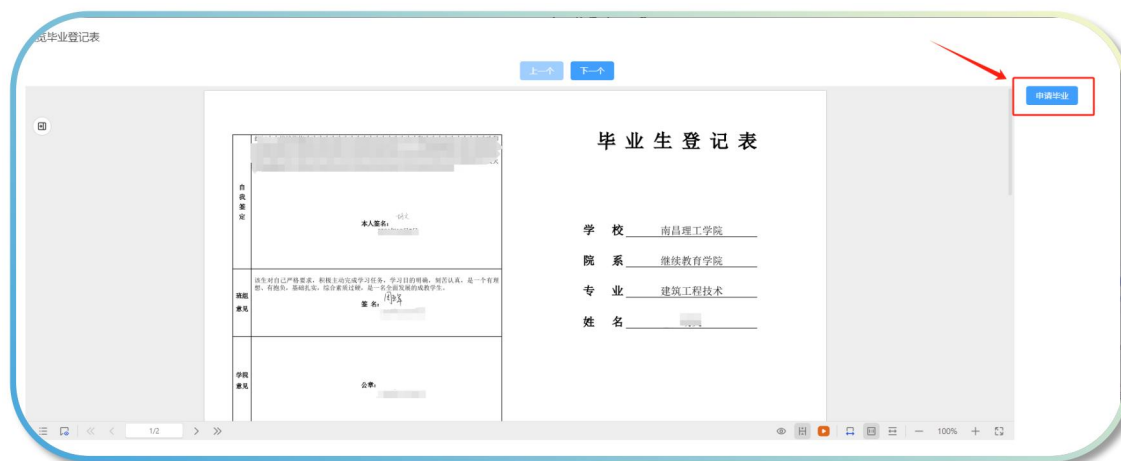 览毕业登记表
上一个 下一个
申请毕业
毕业生登记表
自我鉴定
本人签名:
学校 南昌理工学院
院系 继续教育学院
专业 建筑工程技术
姓名
班组意见
该生对自己严格要求,积极主动完成学习任务,学习目的明确,刻苦认真,是一个有理
想、有抱负,基础扎实,综合素质过硬,是一名全面发展的成教学生。
签名:
学院意见
公章:
1/2
100%